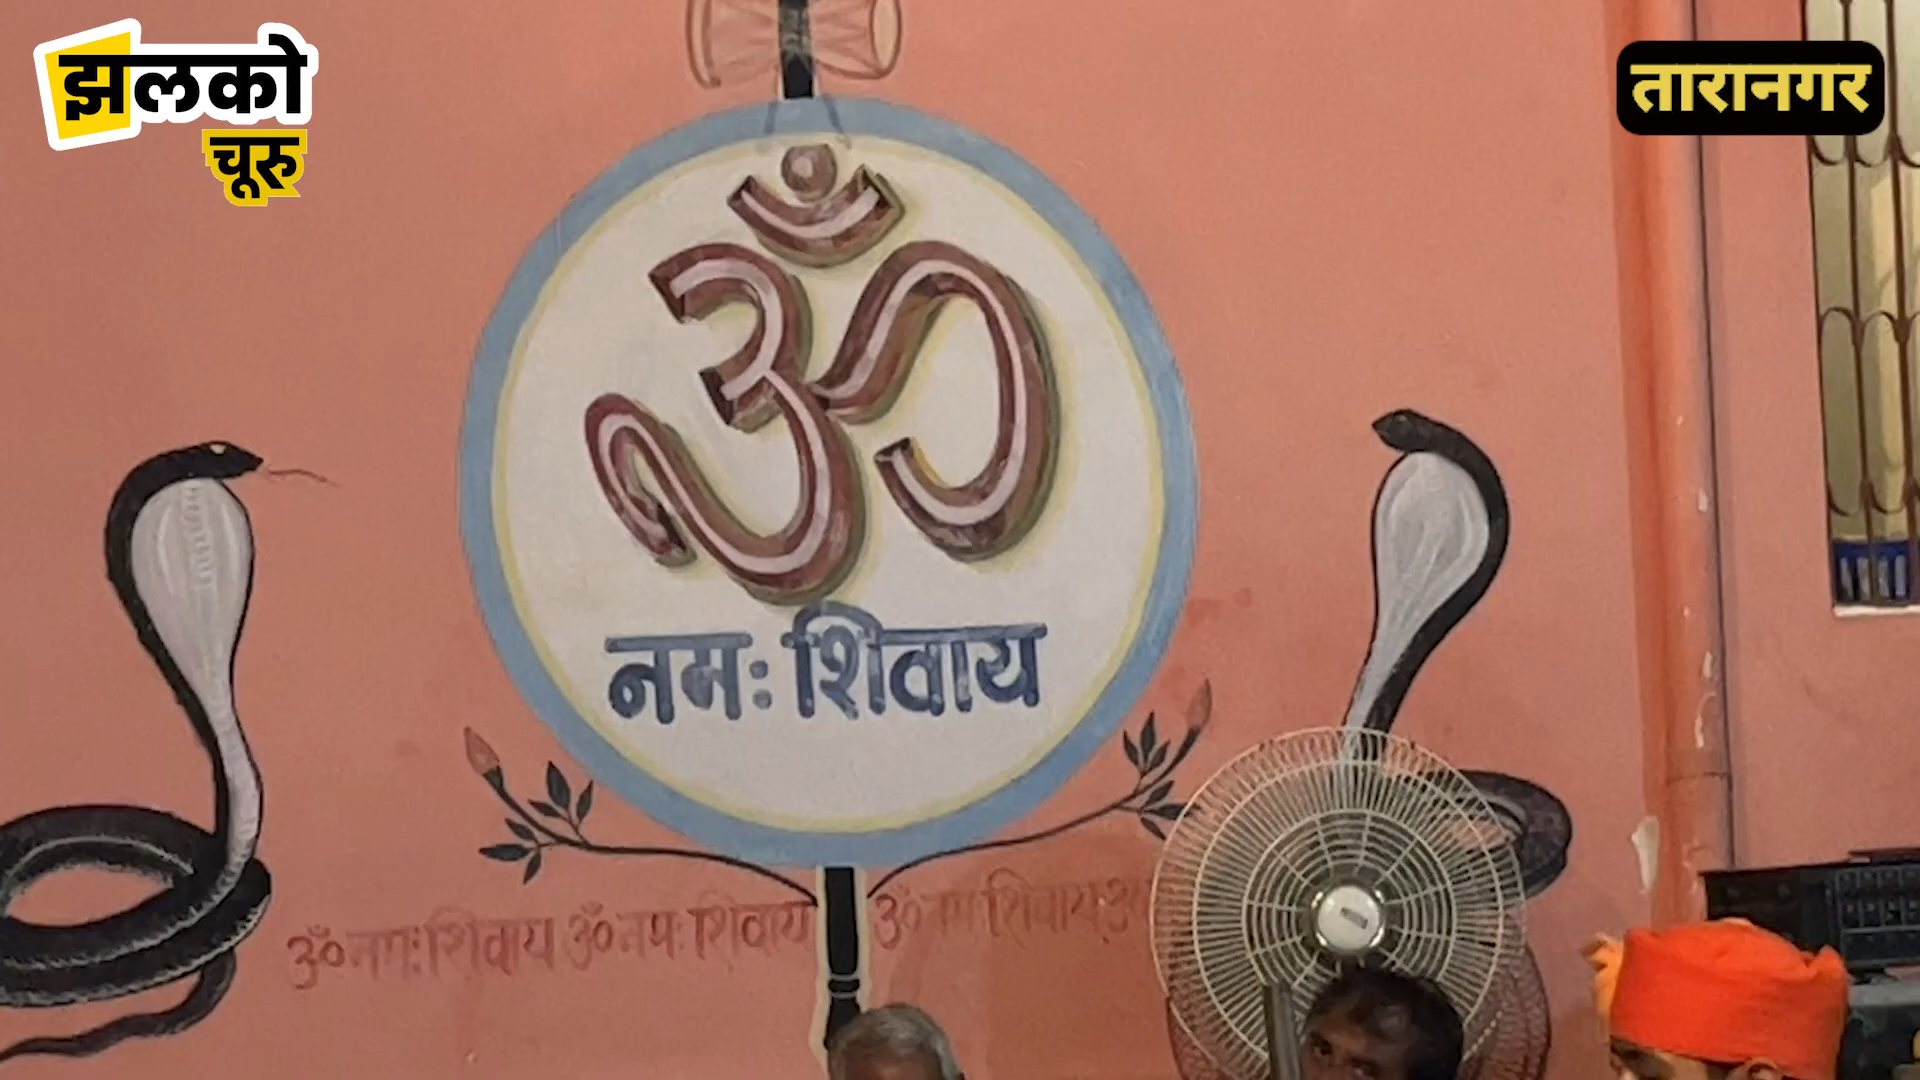 झलको
चूरु
तारानगर
ॐ
नमः शिवाय
ॐ नमः शिवाय ॐ नमः शिवाय ॐ नमः शिवाय ॐ